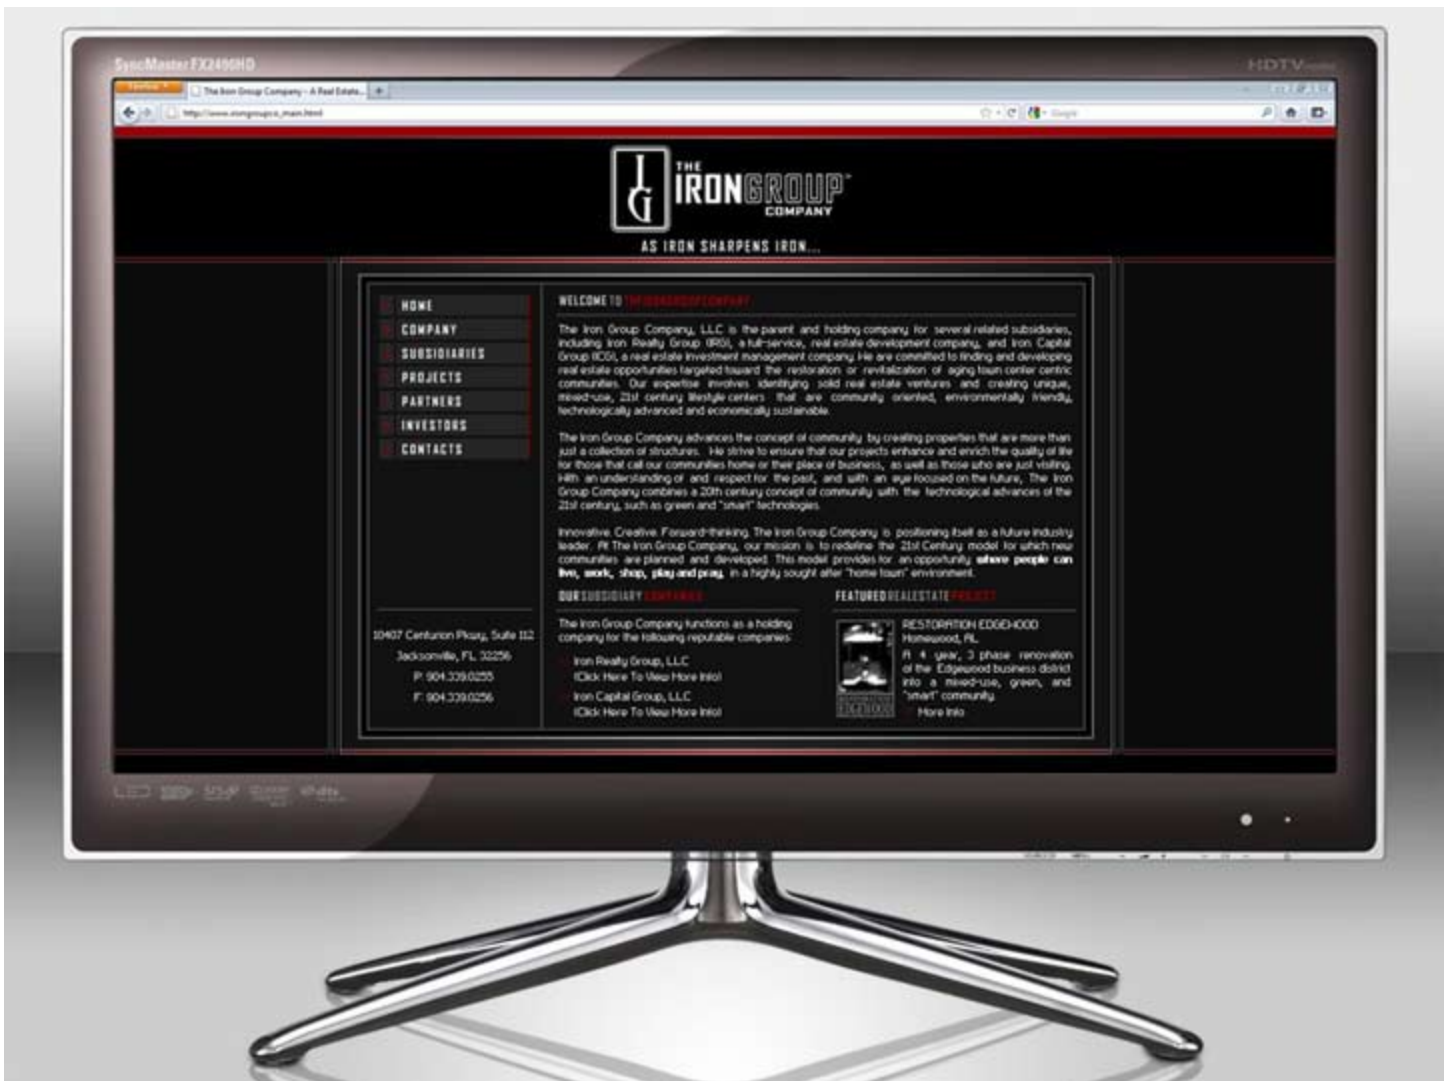 SyncMaster FX2490HD
HDTV
The Iron Group Company - A Real Estate...
Google
IG
THE
IRONGROUP
COMPANY
AS IRON SHARPENS IRON...
HOME
COMPANY
SUBSIDIARIES
PROJECTS
PARTNERS
INVESTORS
CONTACTS
10407 Centurion Pkwy, Suite 112
Jacksonville, FL 32256
P: 904.339.0255
F: 904.339.0256
WELCOME TO THE IRON GROUP COMPANY
The Iron Group Company, LLC is the parent and holding company for several related subsidiaries,
including Iron Realty Group (IRG), a full-service, real estate development company, and Iron Capital
Group (ICG), a real estate investment management company. We are committed to finding and developing
real estate opportunities targeted toward the restoration or revitalization of aging town center centric
communities. Our expertise involves identifying solid real estate ventures and creating unique,
mixed-use, 21st century lifestyle centers that are community oriented, environmentally friendly,
technologically advanced and economically sustainable.
The Iron Group Company advances the concept of community by creating properties that are more than
just a collection of structures. We strive to ensure that our projects enhance and enrich the quality of life
for those that call our communities home or their place of business, as well as those who are just visiting.
With an understanding of and respect for the past, and with an eye focused on the future, The Iron
Group Company combines a 20th century concept of community with the technological advances of the
21st century, such as green and "smart" technologies.
Innovative. Creative. Forward-thinking. The Iron Group Company is positioning itself as a future industry
leader. At The Iron Group Company, our mission is to redefine the 21st Century model for which new
communities are planned and developed. This model provides for an opportunity where people can
live, work, shop, play and pray, in a highly sought after "home town" environment.
OUR SUBSIDIARY COMPANIES
The Iron Group Company functions as a holding
company for the following reputable companies:
Iron Realty Group, LLC
(Click Here To View More Info)
Iron Capital Group, LLC
(Click Here To View More Info)
FEATURED REAL ESTATE PROJECT
RESTORATION EDGEWOOD
Homewood, AL
A 4 year, 3 phase renovation
of the Edgewood business district
into a mixed-use, green, and
"smart" community.
More Info
EDGEWOOD